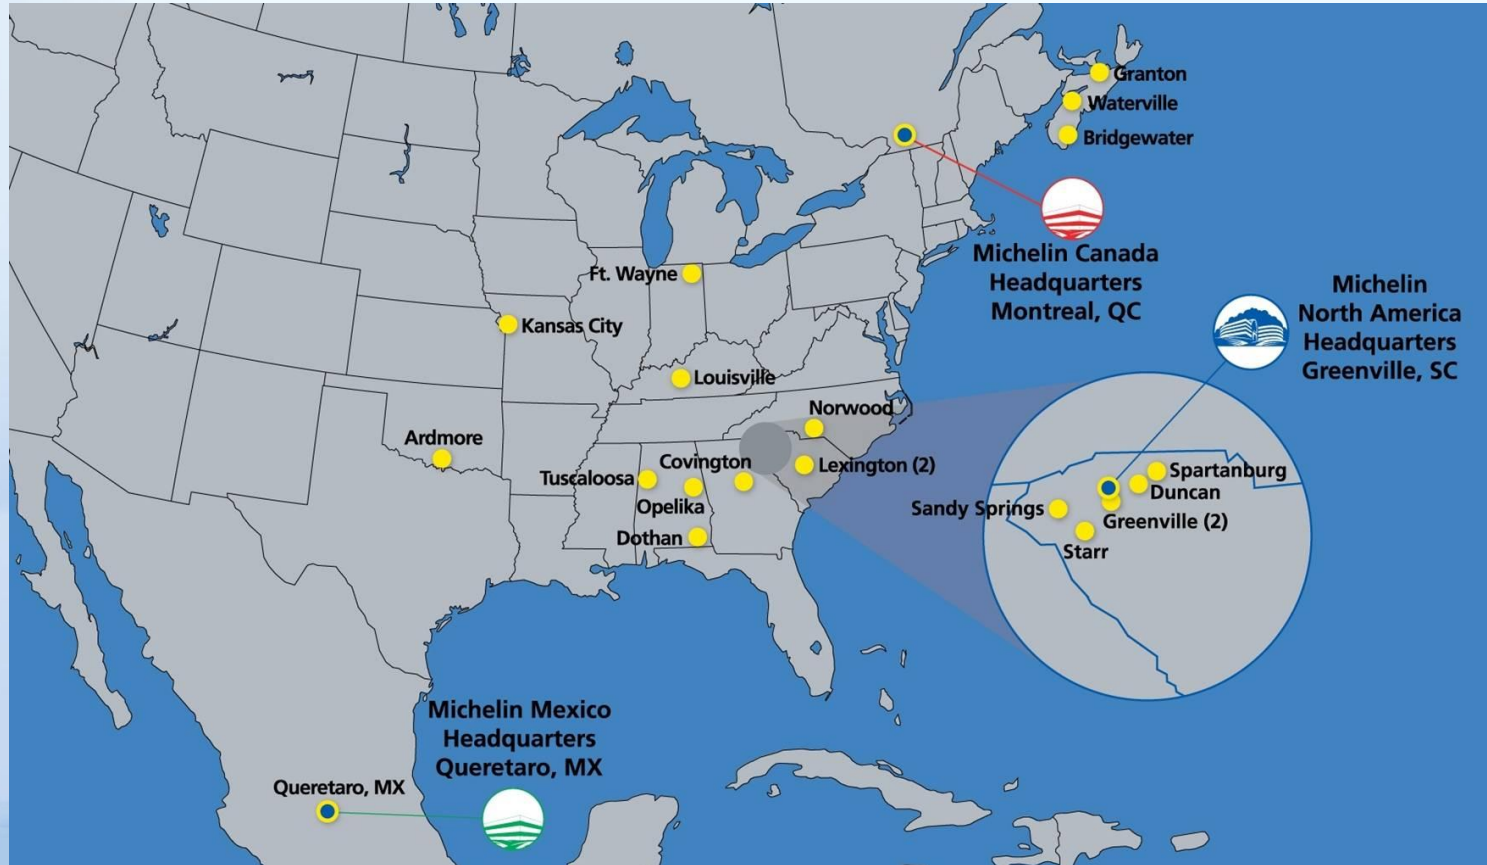 Granton
Waterville
Bridgewater
Michelin Canada
Headquarters
Montreal, QC
Michelin
North America
Headquarters
Greenville, SC
Ft. Wayne
Kansas City
Louisville
Norwood
Ardmore
Covington
Lexington (2)
Tuscaloosa
Opelika
Dothan
Spartanburg
Duncan
Sandy Springs
Greenville (2)
Starr
Michelin Mexico
Headquarters
Queretaro, MX
Queretaro, MX